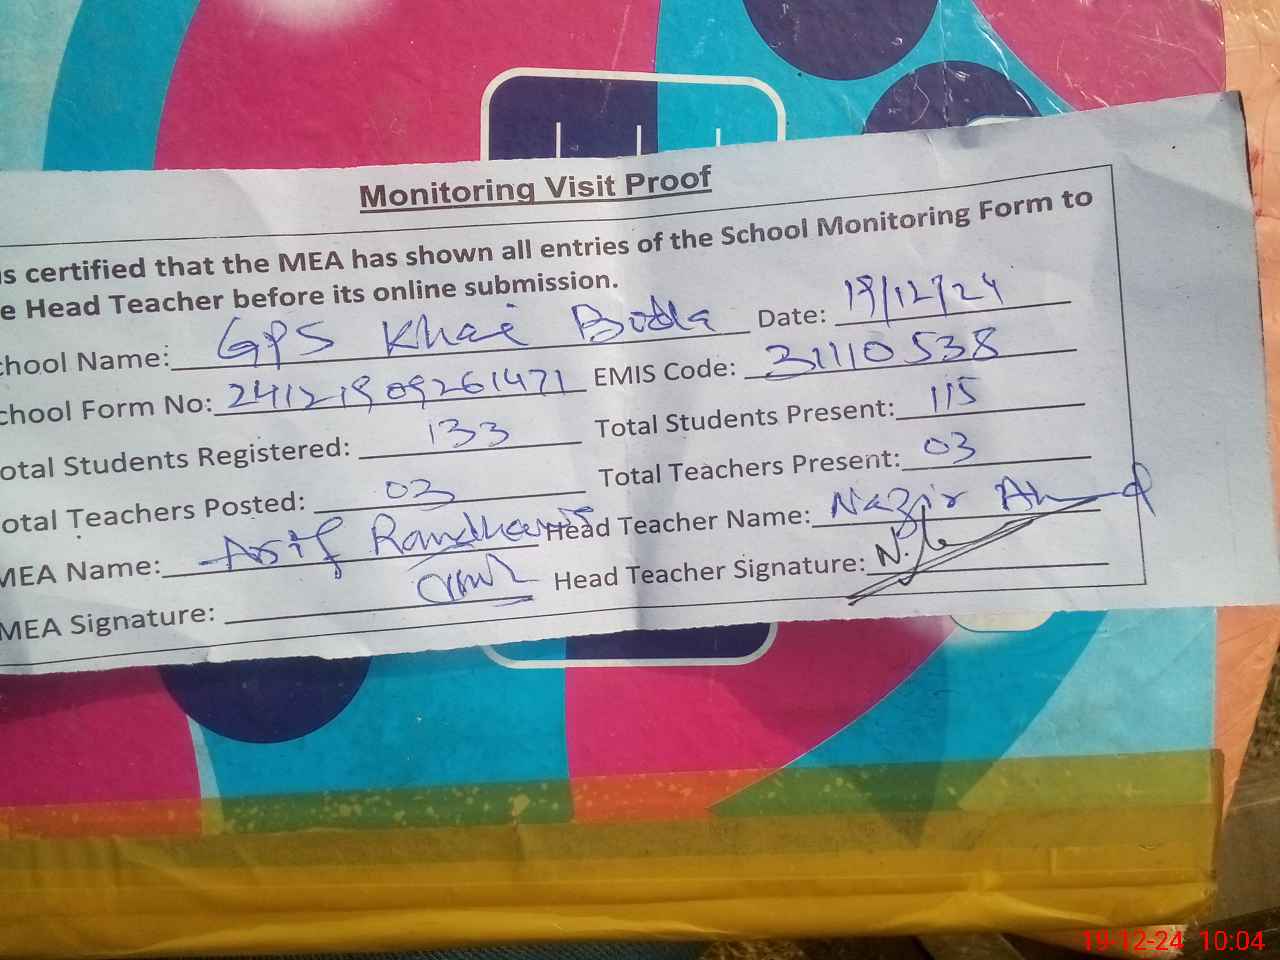 Monitoring Visit Proof
is certified that the MEA has shown all entries of the School Monitoring Form to
e Head Teacher before its online submission.
chool Name: GPS Khai Bodla Date: 19/12/24
chool Form No: 24121909261471 EMIS Code: 31110538
otal Students Registered: 133 Total Students Present: 115
otal Teachers Posted: 03 Total Teachers Present: 03
MEA Name: Asif Randhawa Head Teacher Name: Nazir Ahmad
MEA Signature: Head Teacher Signature:
19-12-24 10:04